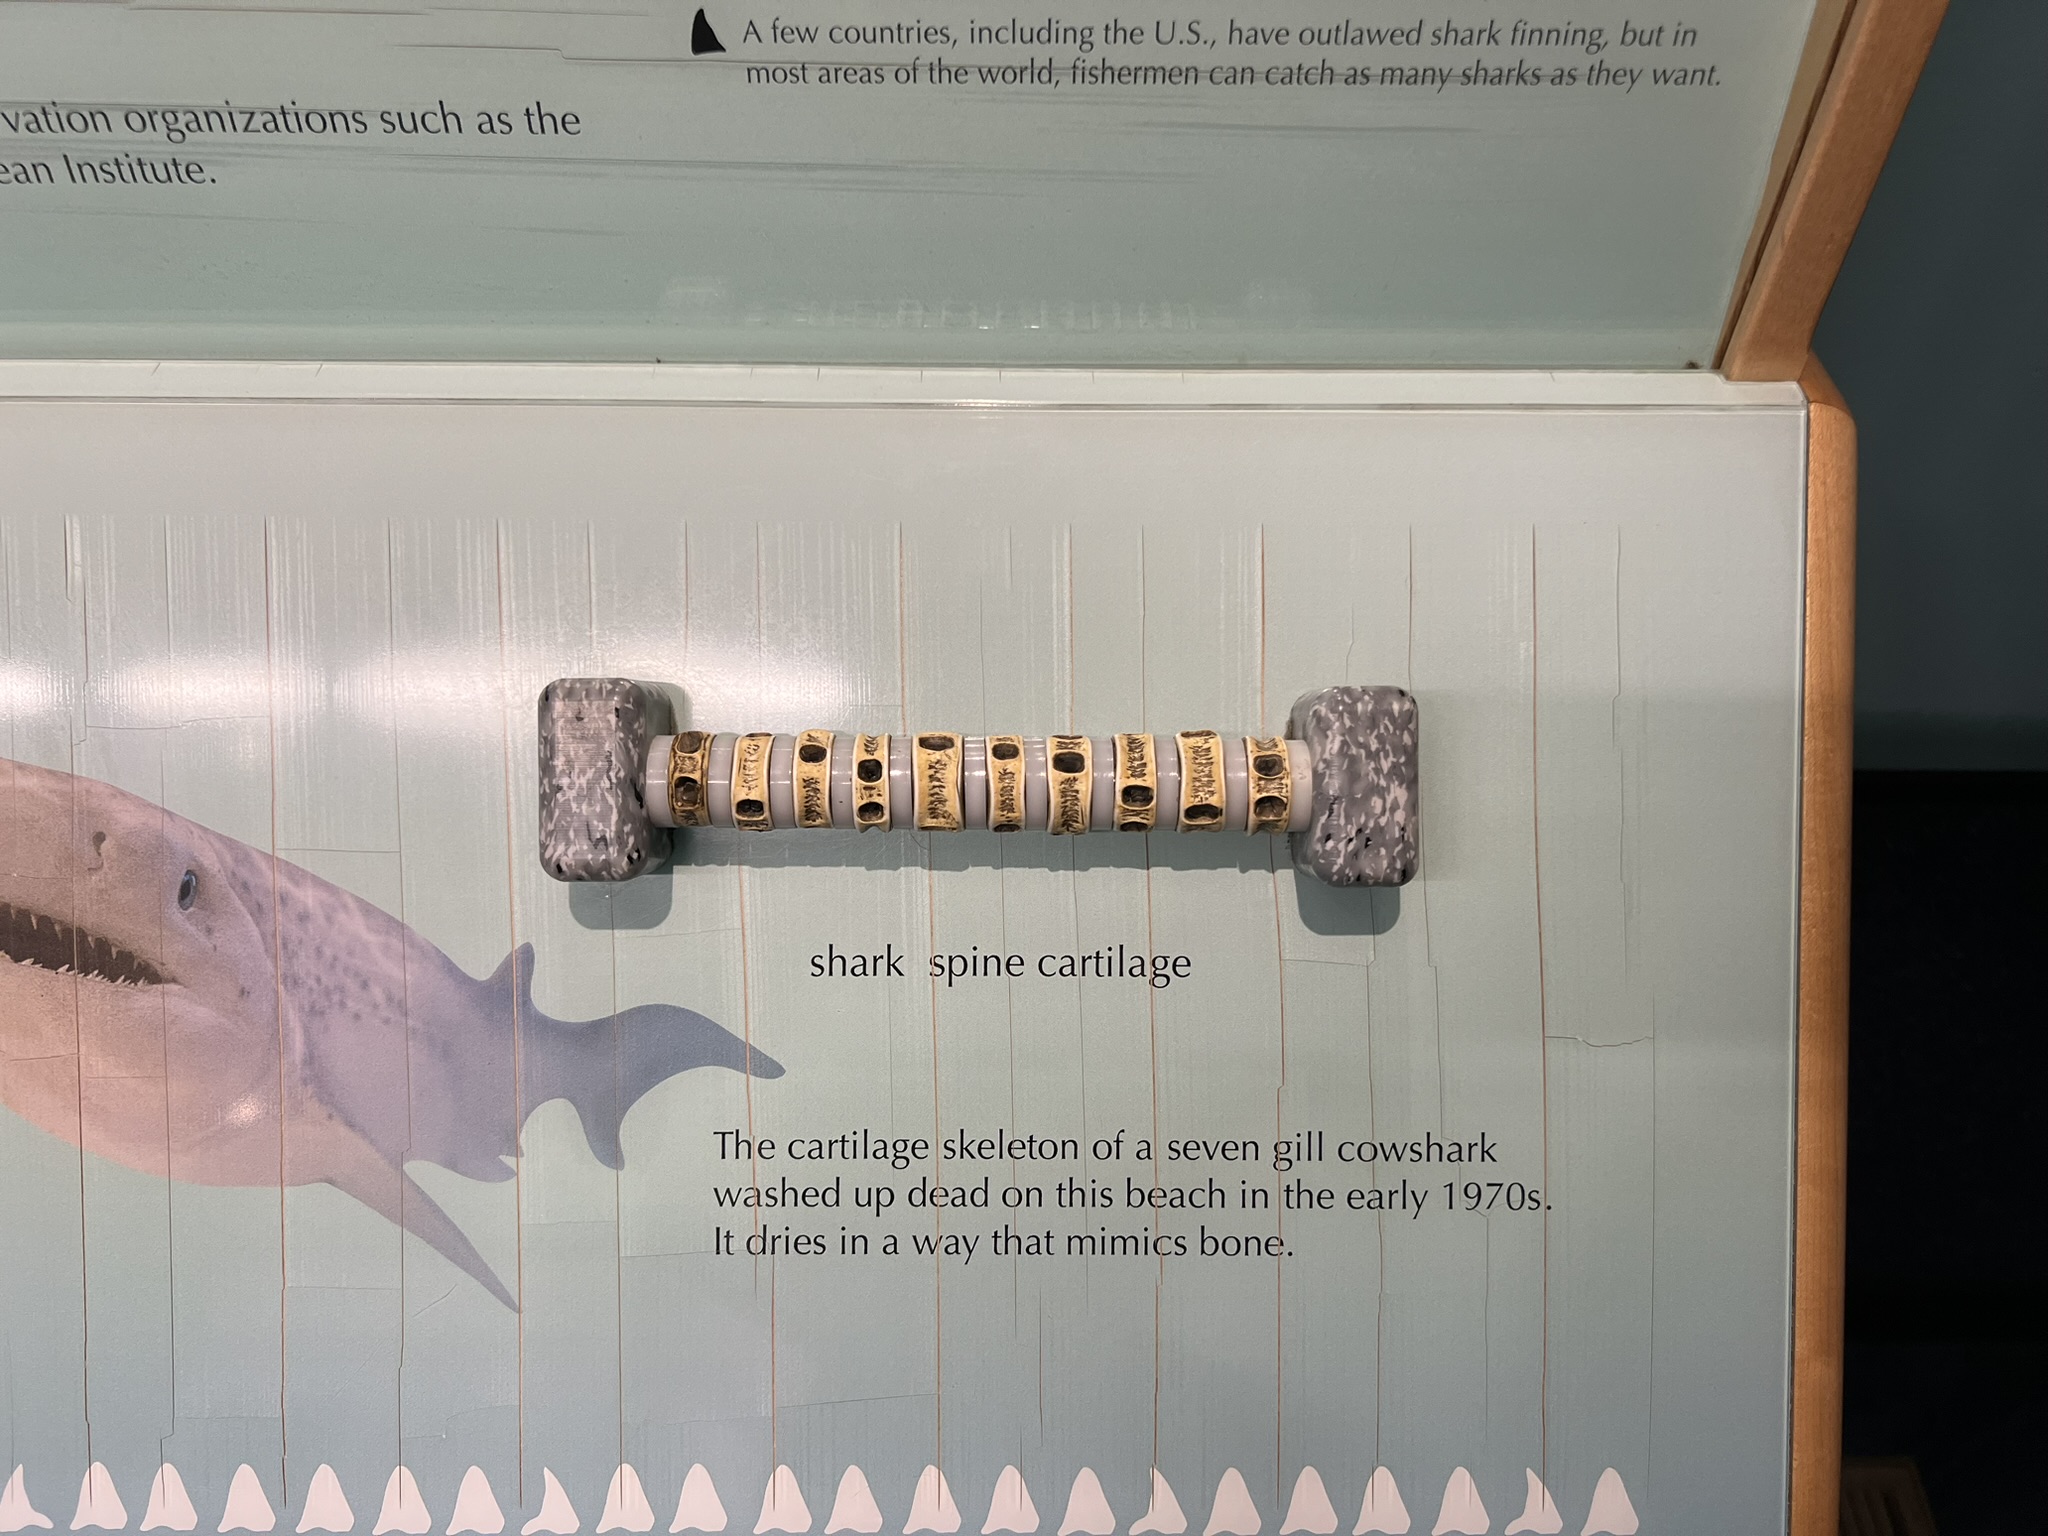 A few countries, including the U.S., have outlawed shark finning, but in
most areas of the world, fishermen can catch as many sharks as they want.
vation organizations such as the
ean Institute.
shark spine cartilage
The cartilage skeleton of a seven gill cowshark
washed up dead on this beach in the early 1970s.
It dries in a way that mimics bone.